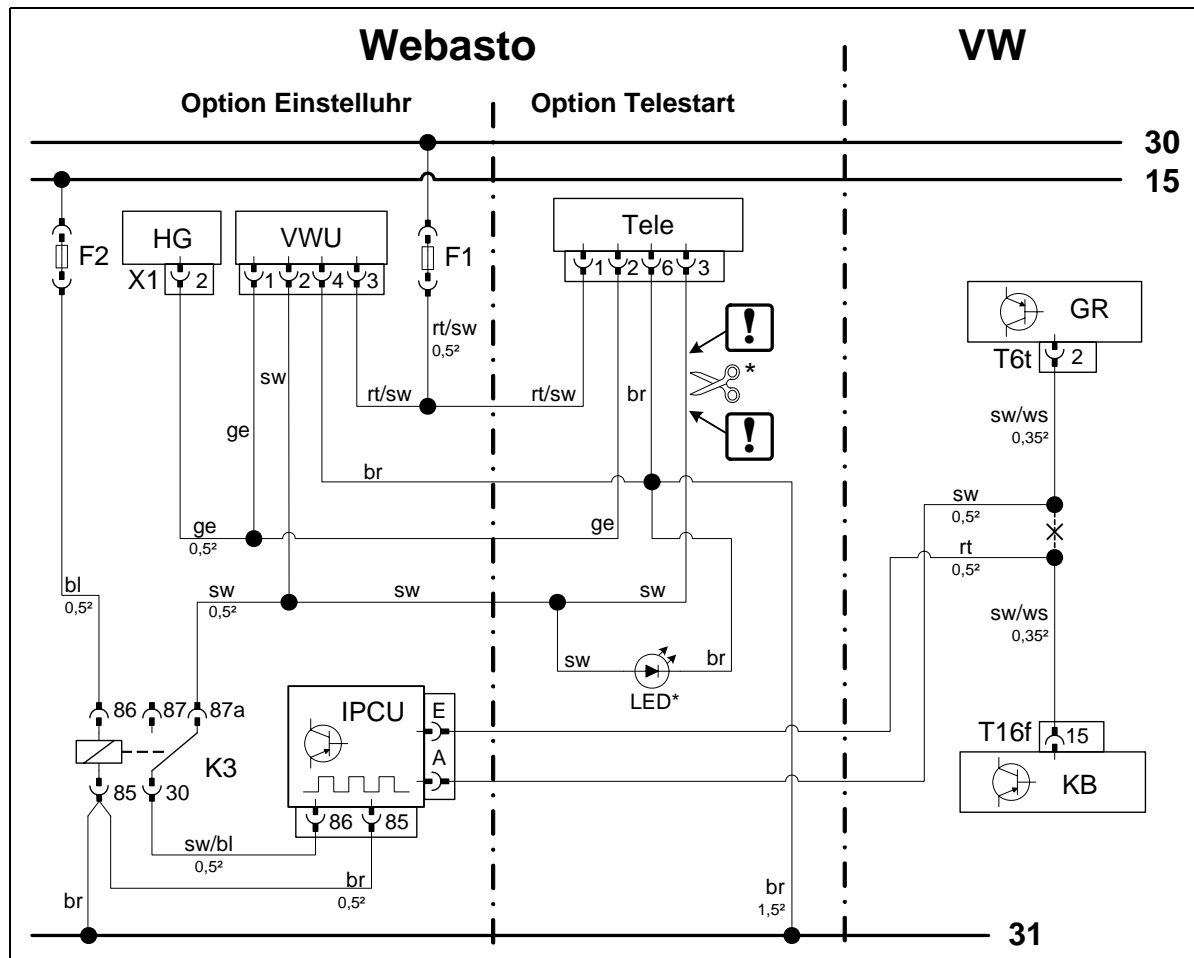 Webasto
VW
Option Einstelluhr
Option Telestart
30
15
HG
VWU
Tele
F2
F1
X1
2
1
2
4
3
1
2
6
3
GR
T6t
2
rt/sw
0,5²
sw
!
*
rt/sw
rt/sw
br
sw/ws
0,35²
ge
!
br
sw
0,5²
ge
0,5²
ge
rt
0,5²
bl
0,5²
sw
0,5²
sw
sw
sw/ws
0,35²
sw
br
LED*
86
87
87a
IPCU
E
T16f
15
K3
A
KB
85
30
86
85
sw/bl
0,5²
br
0,5²
br
br
1,5²
31